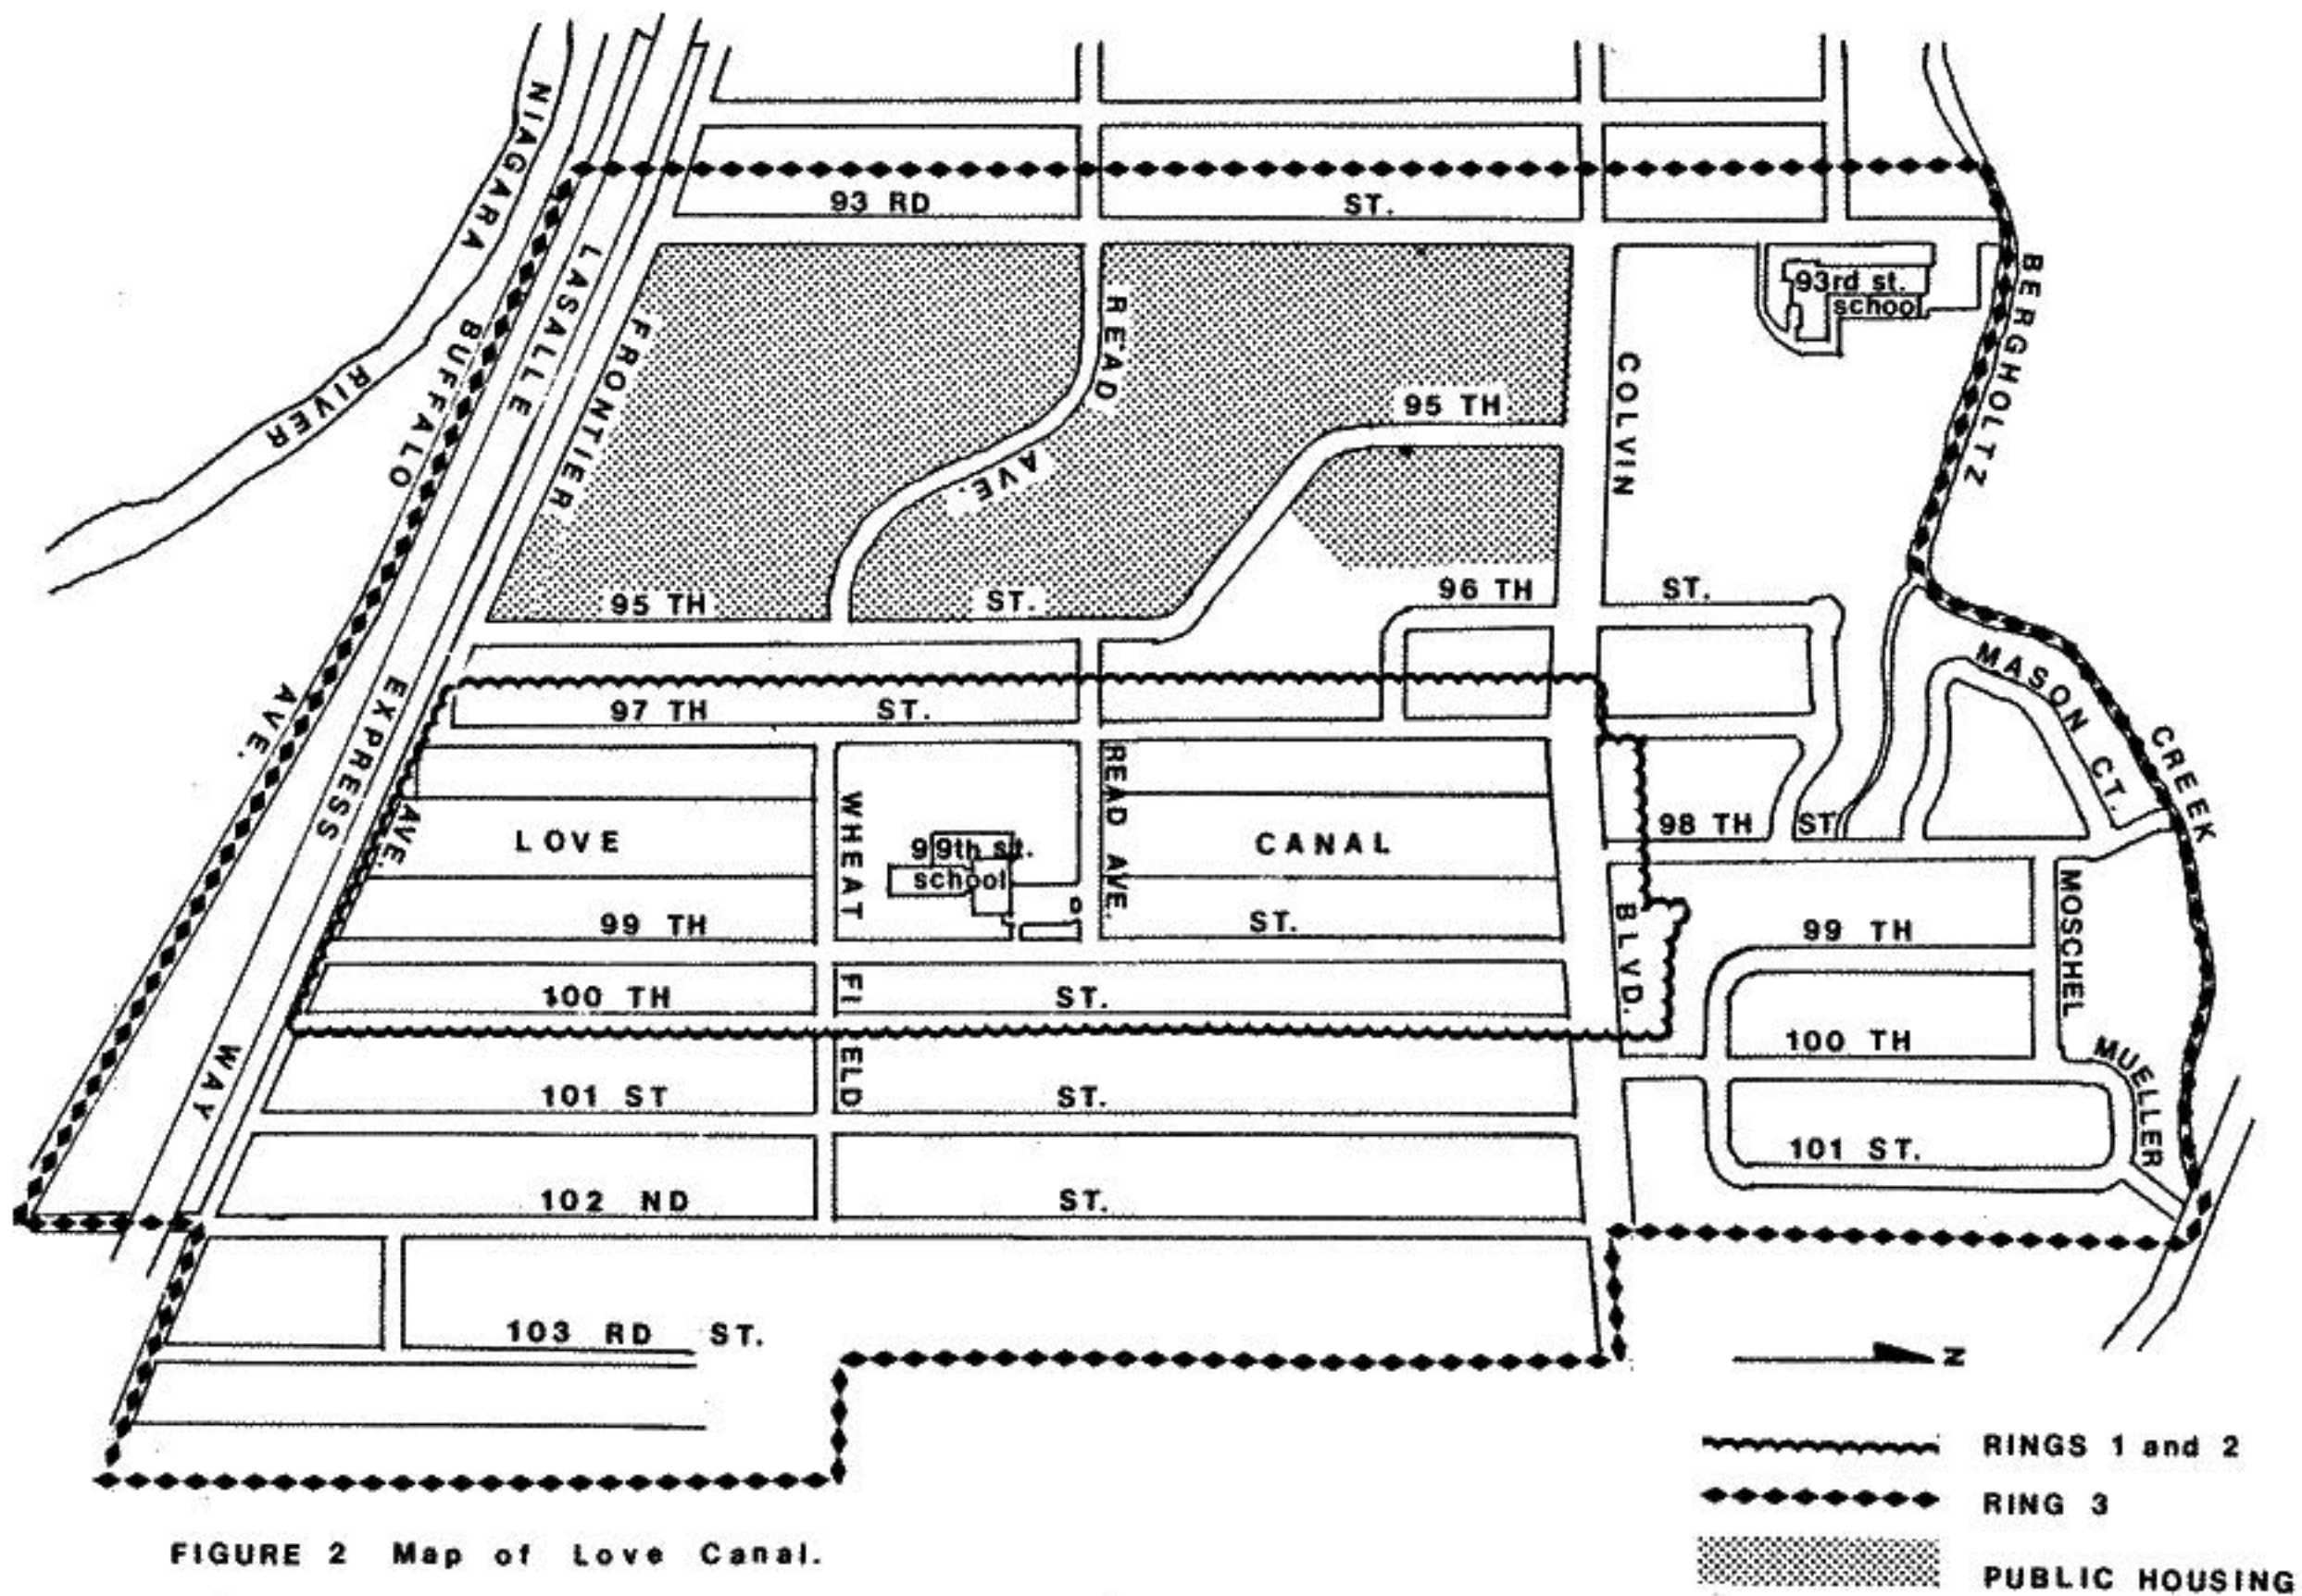 NIAGARA
RIVER
93 RD ST.
93rd st.
school
BERGHOLTZ
CREEK
LASALLE
EXPRESS
WAY
FRONTIER
AVE.
BUFFALO
AVE.
READ
AVE.
COLVIN
BLVD.
95 TH
95 TH ST.
96 TH ST.
MASON CT.
97 TH ST.
WHEAT
FI
ELD
READ AVE.
LOVE CANAL
99th st.
school
98 TH ST
99 TH ST.
99 TH
MOSCHEL
100 TH ST.
100 TH
MUELLER
101 ST ST.
101 ST.
102 ND ST.
103 RD ST.
N
RINGS 1 and 2
RING 3
PUBLIC HOUSING
FIGURE 2 Map of Love Canal.